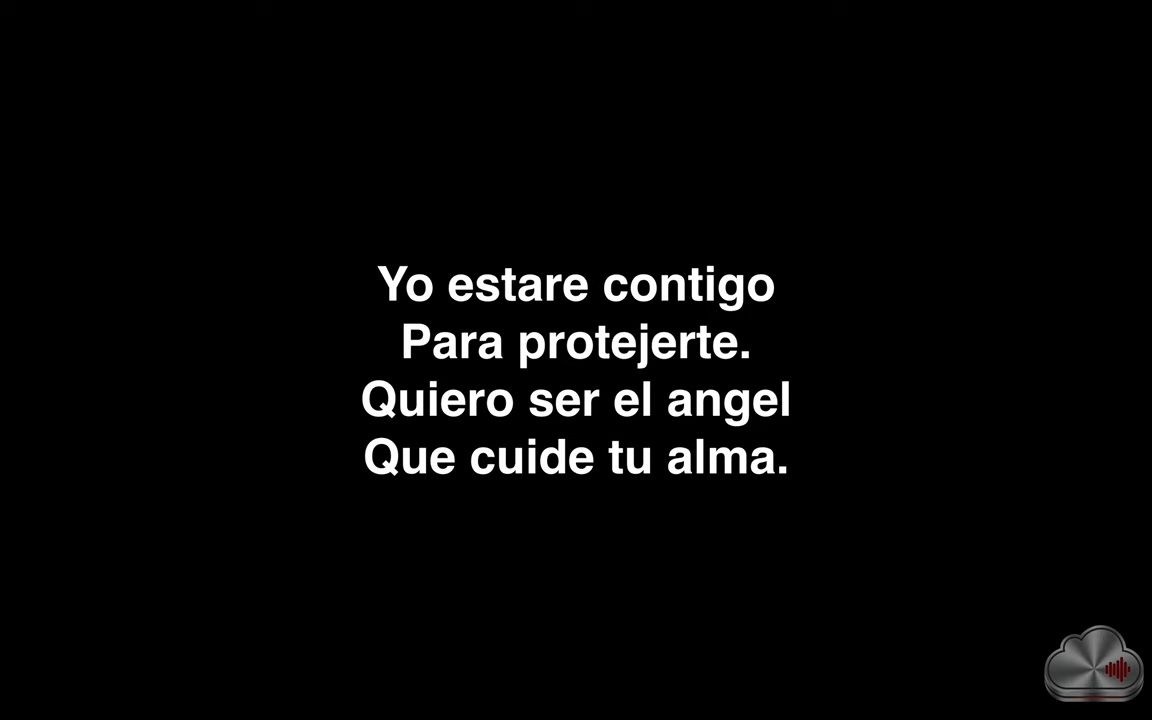 Yo estare contigo
Para protejerte.
Quiero ser el angel
Que cuide tu alma.